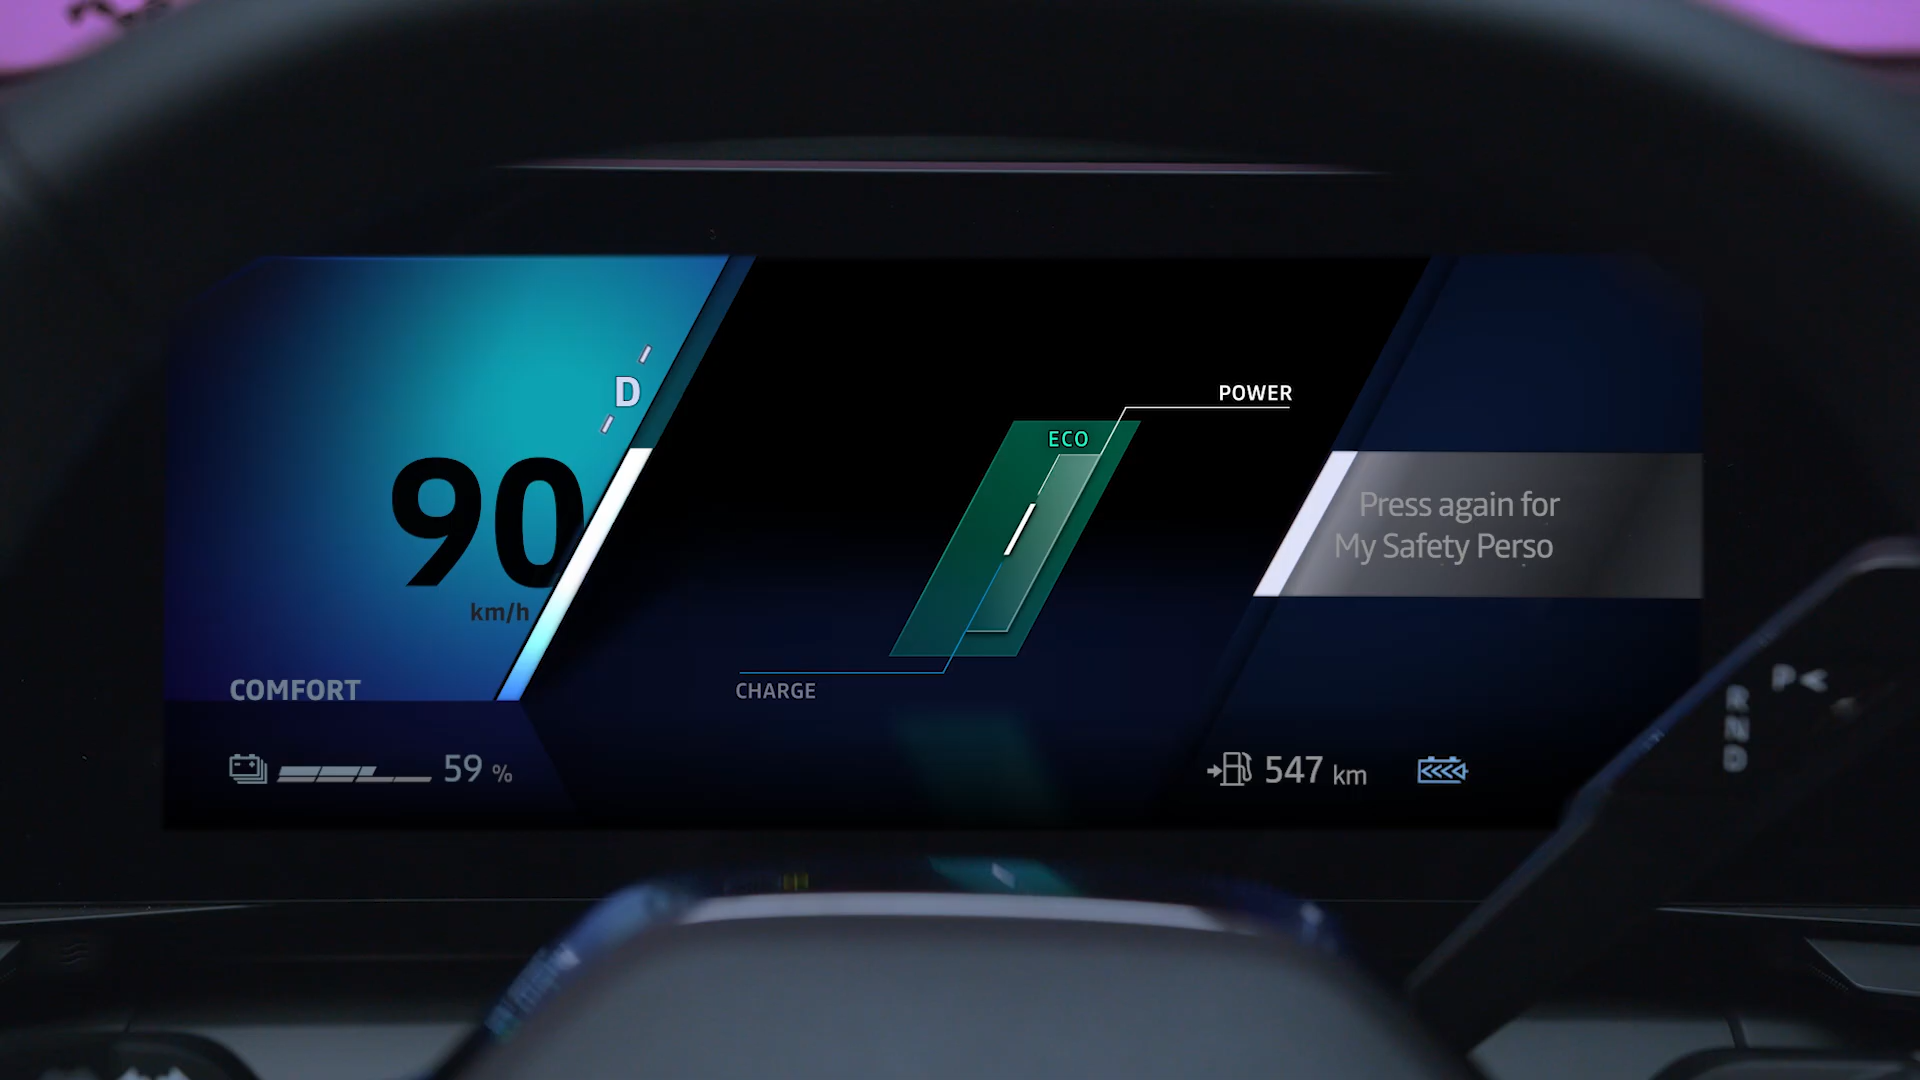 D
90
km/h
COMFORT
59 %
POWER
ECO
CHARGE
Press again for
My Safety Perso
547 km
P
R
N
D